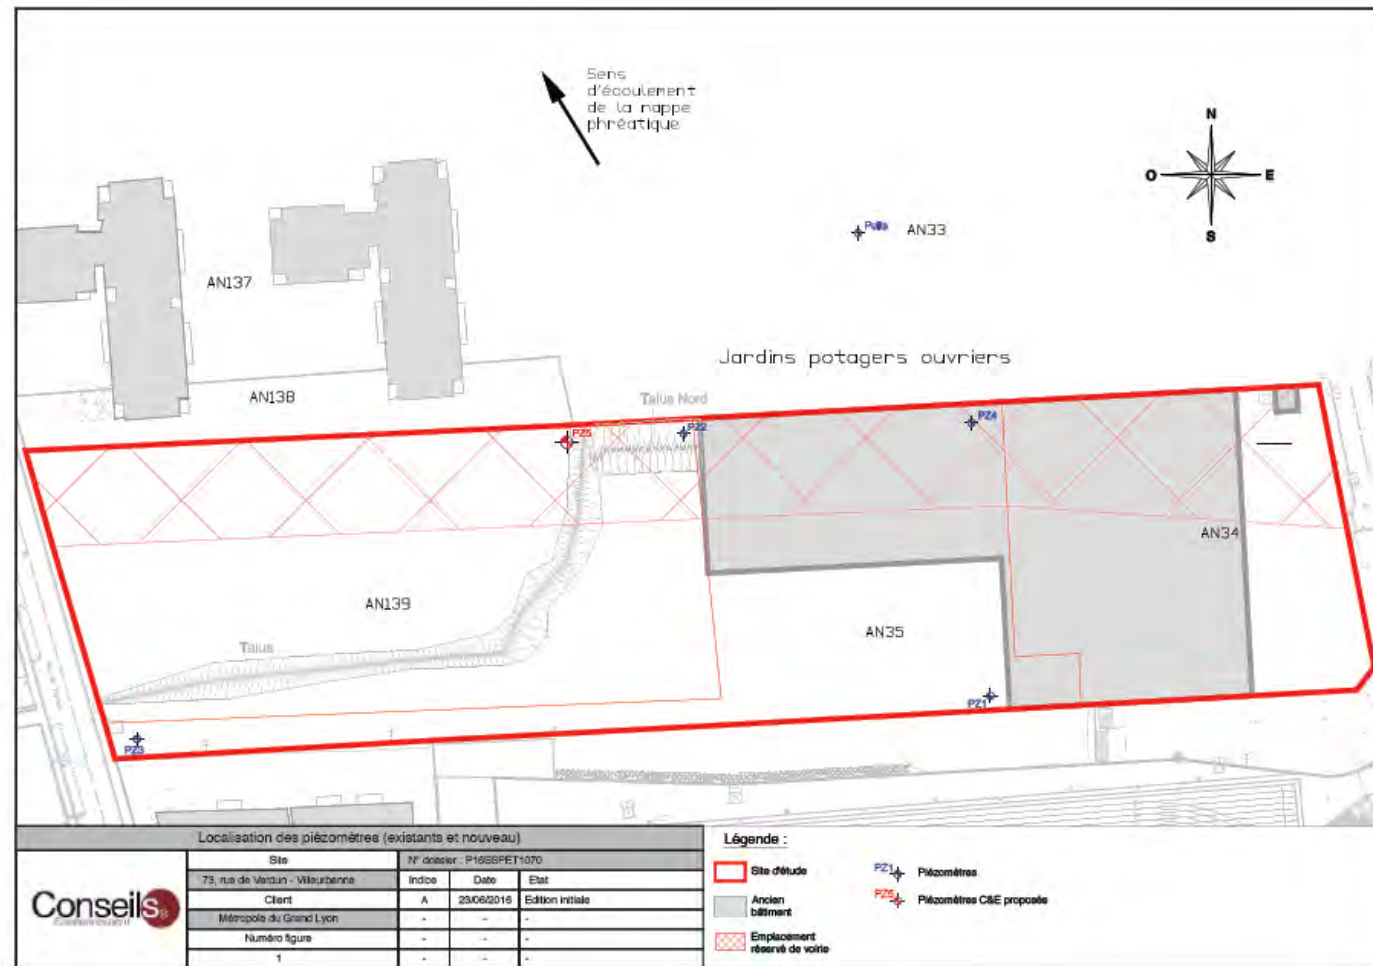 Sens
d'écoulement
de la nappe
phréatique
N
O
E
S
Puits
AN33
AN137
Jardins potagers ouvriers
AN138
Talus Nord
PZ5
PZ2
PZ4
AN34
AN139
AN35
Talus
PZ1
PZ3
Localisation des piézomètres (existants et nouveau)
Site
N° dossier : P16SSPET1070
73, rue de Verdun - Villeurbanne
Indice
Date
Etat
Client
A
23/06/2016
Edition initiale
Métropole du Grand Lyon
-
-
-
Numéro figure
-
-
-
1
-
-
-
Conseils
Environnement
Légende :
Site d'étude
PZ1
Piézomètres
Ancien
bâtiment
PZ5
Piézomètres C&E proposés
Emplacement
réservé de voirie